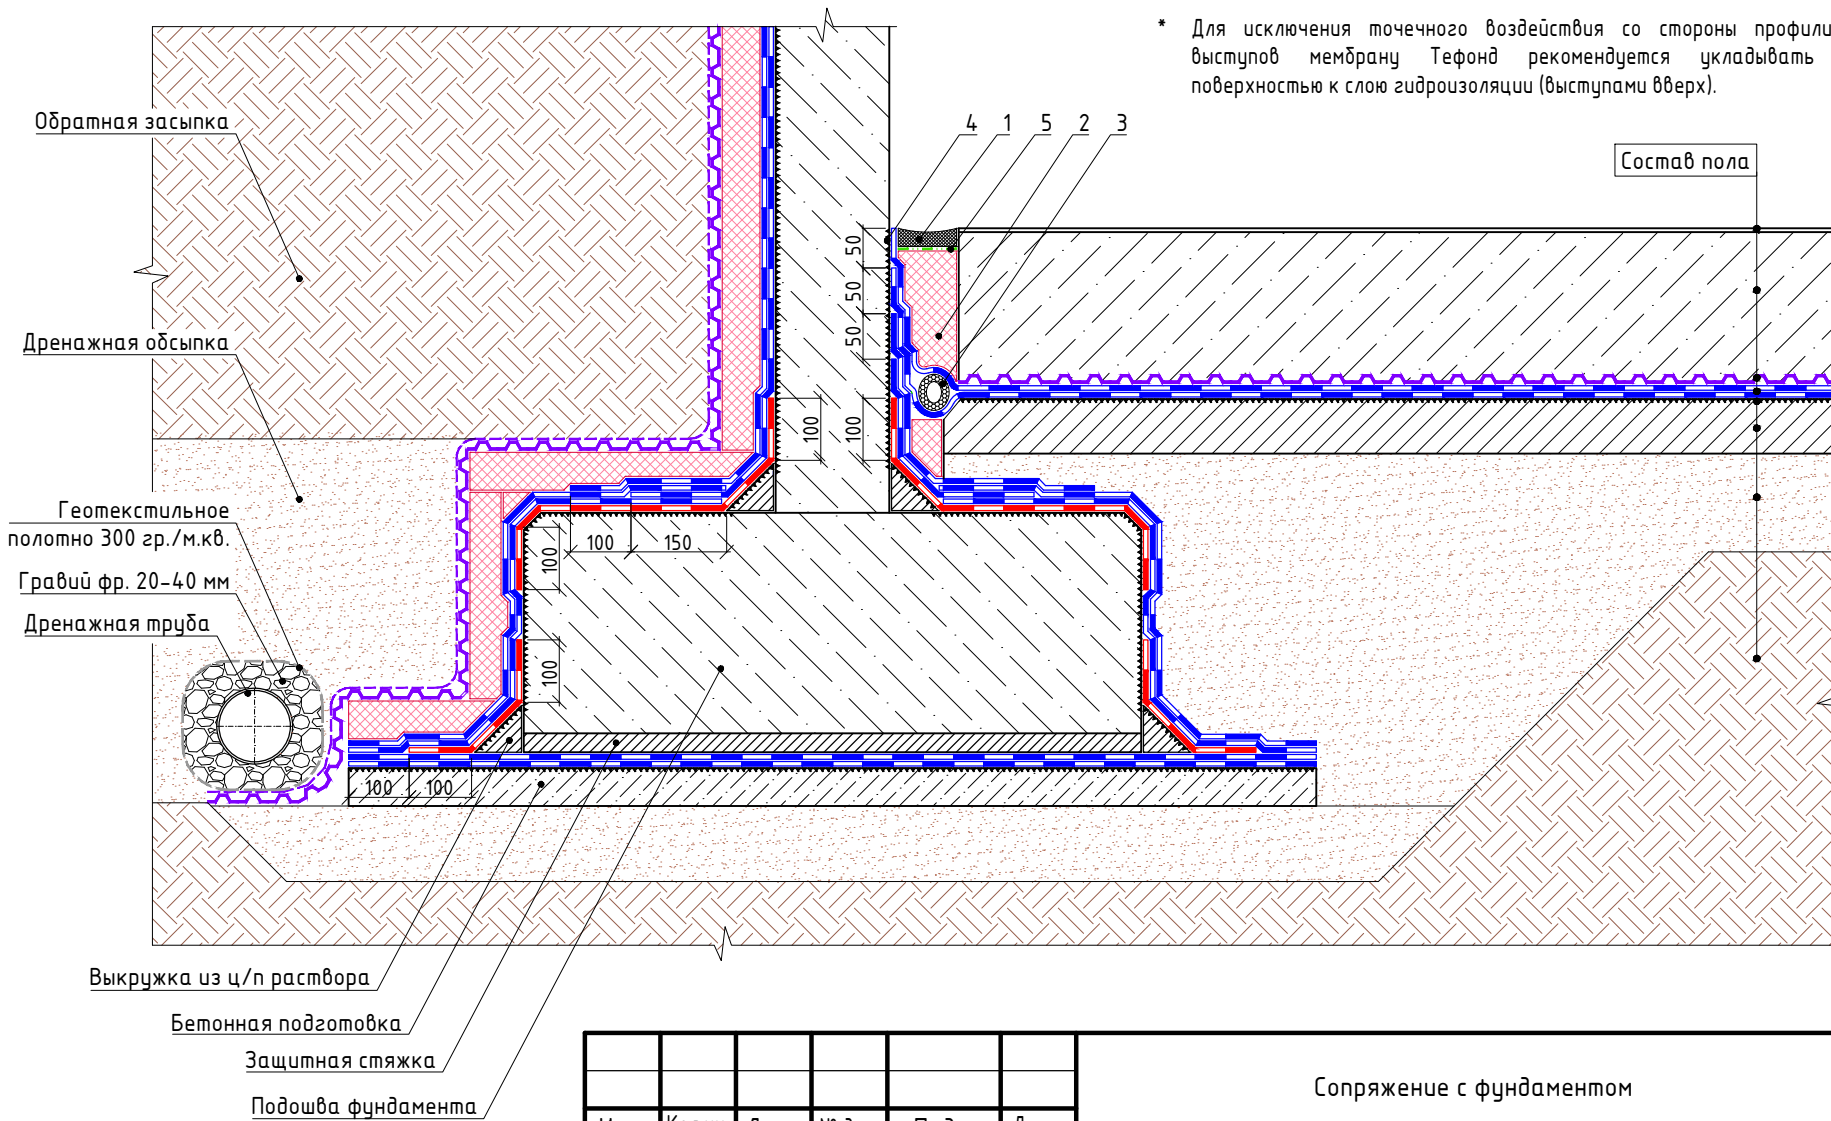 * Для исключения точечного воздействия со стороны
выступов мембрану Тефонд рекомендуется укладывать
поверхностью к слою гидроизоляции (выступами вверх).
Обратная засыпка
4 1 5 2 3
Состав пола
50
50
50
Дренажная обсыпка
100 100
Геотекстильное
полотно 300 гр./м.кв.
100 150
100
Гравий фр. 20-40 мм
Дренажная труба
100
100 100
Выкружка из ц/п раствора
Бетонная подготовка
Защитная стяжка
Подошва фундамента
Сопряжение с фундаментом